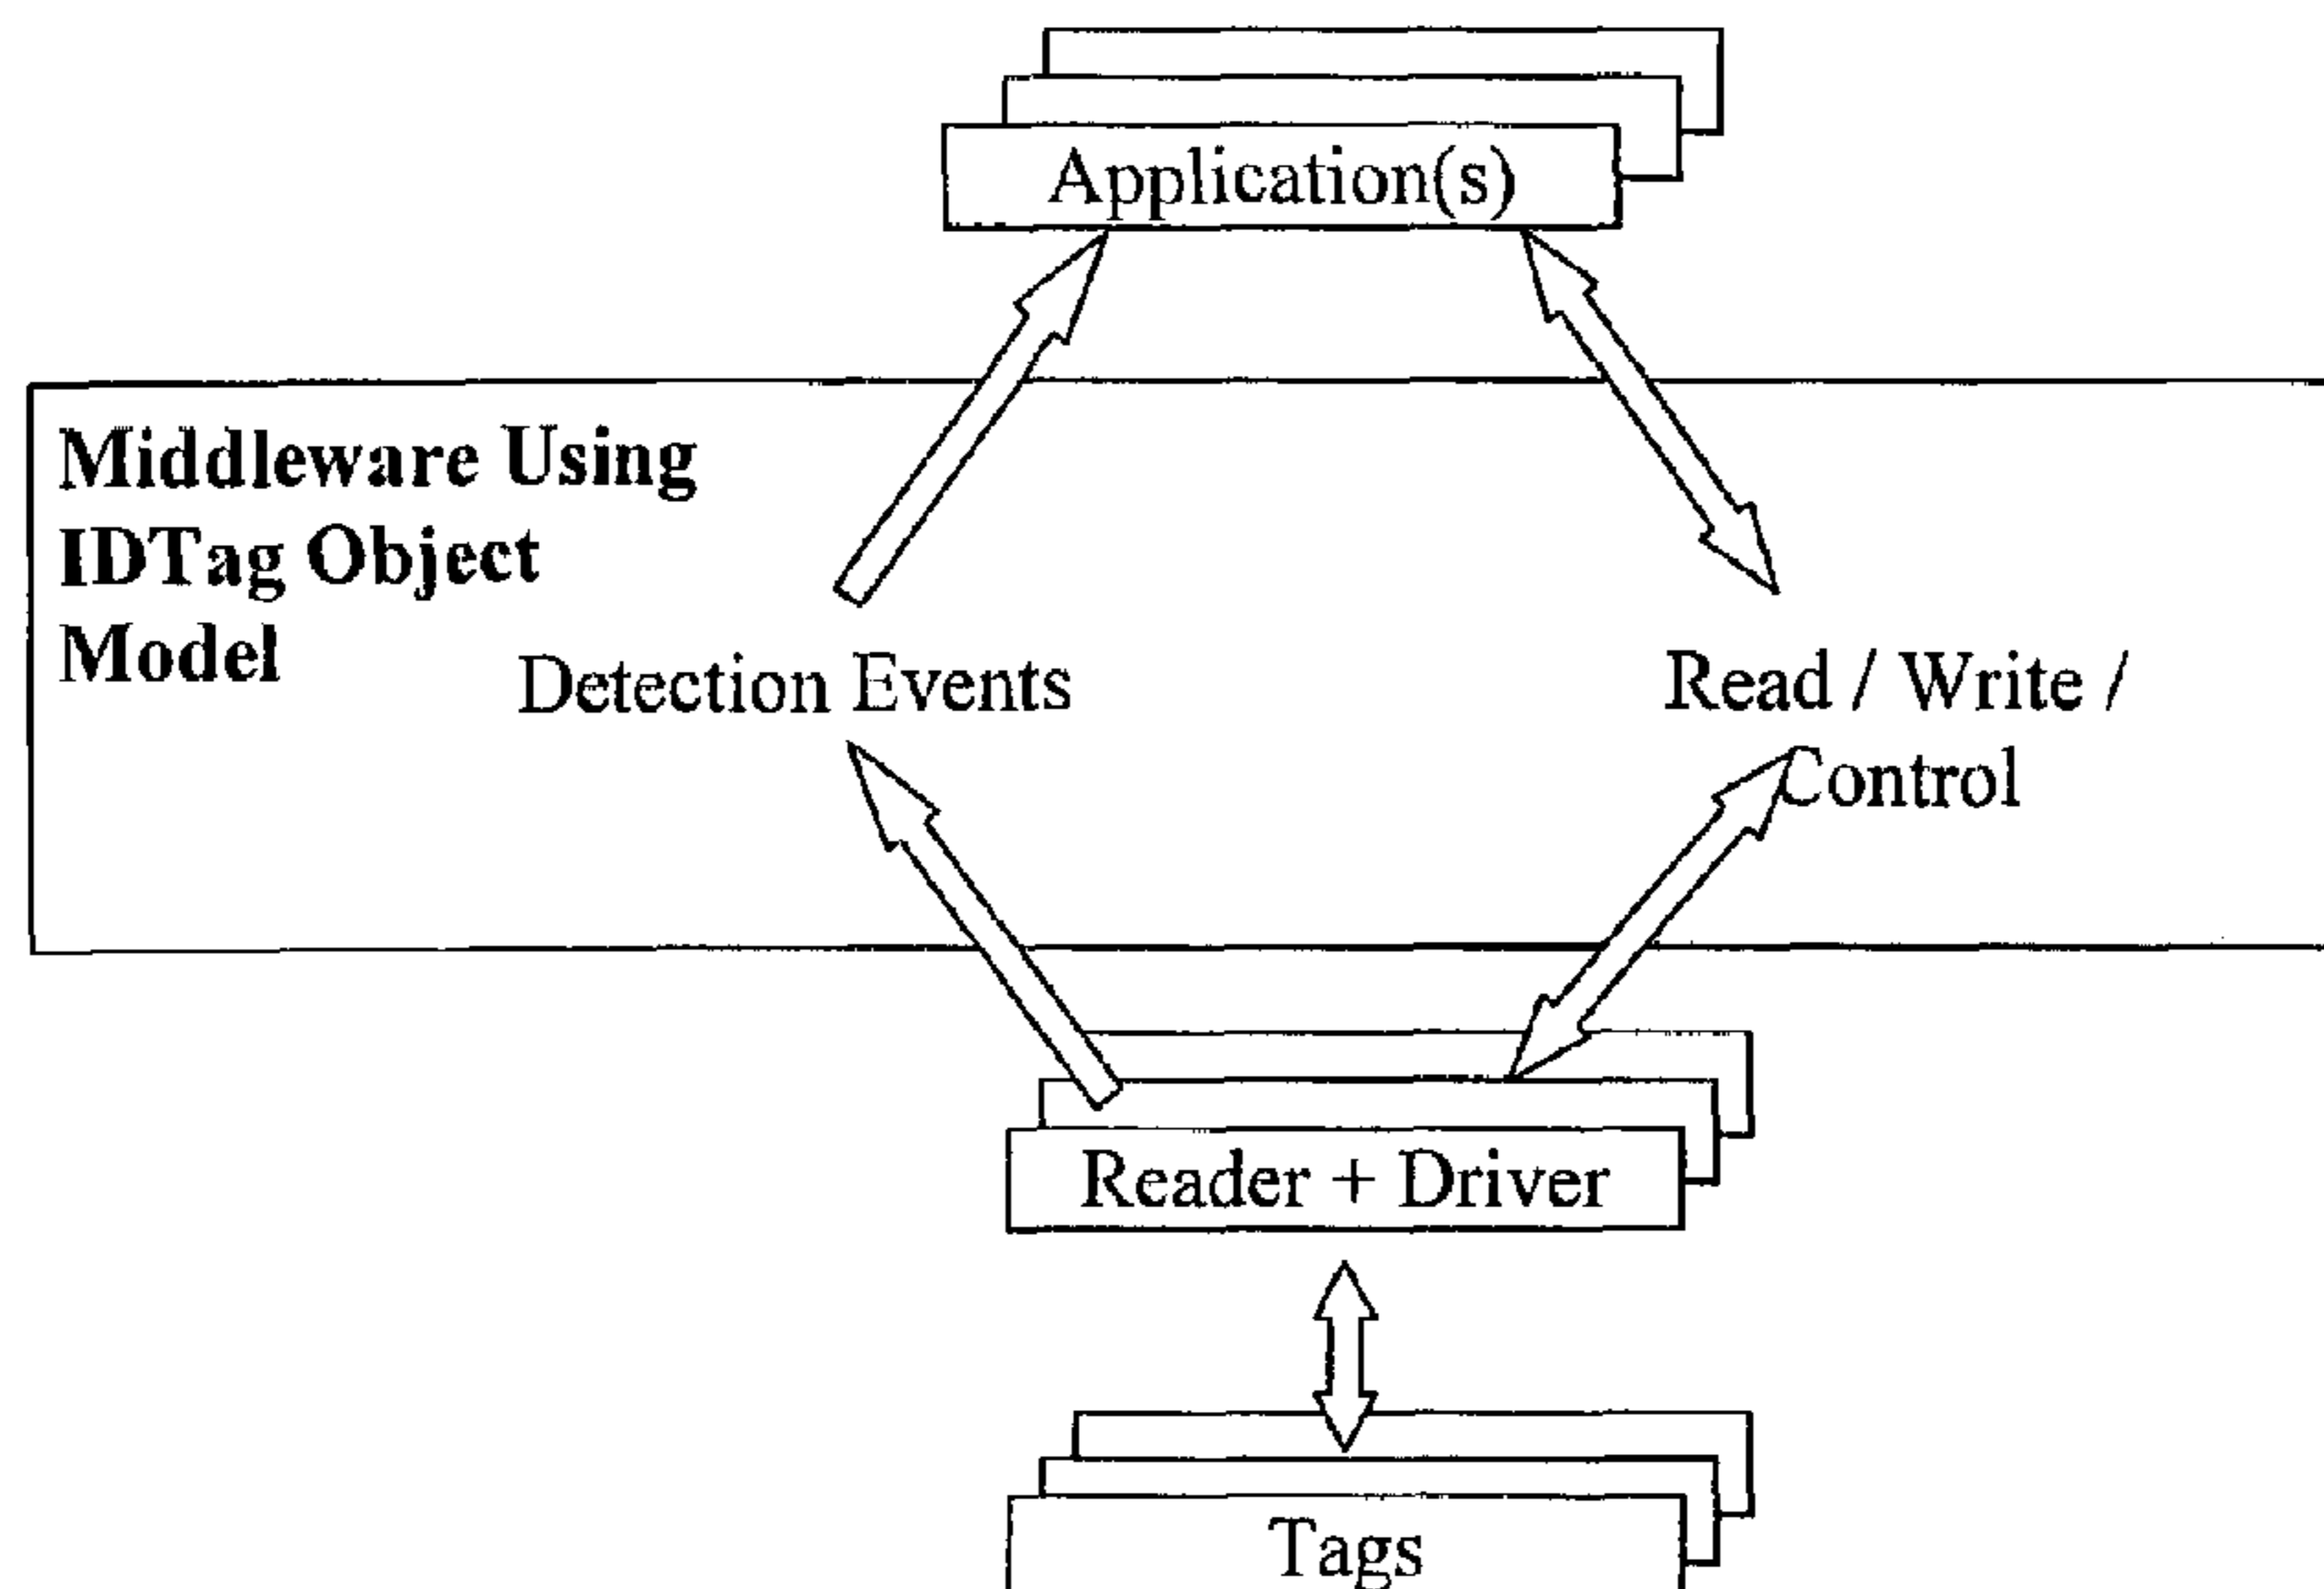 Application(s)
Middleware Using
IDTag Object
Model
Detection Events
Read / Write /
Control
Reader + Driver
Tags